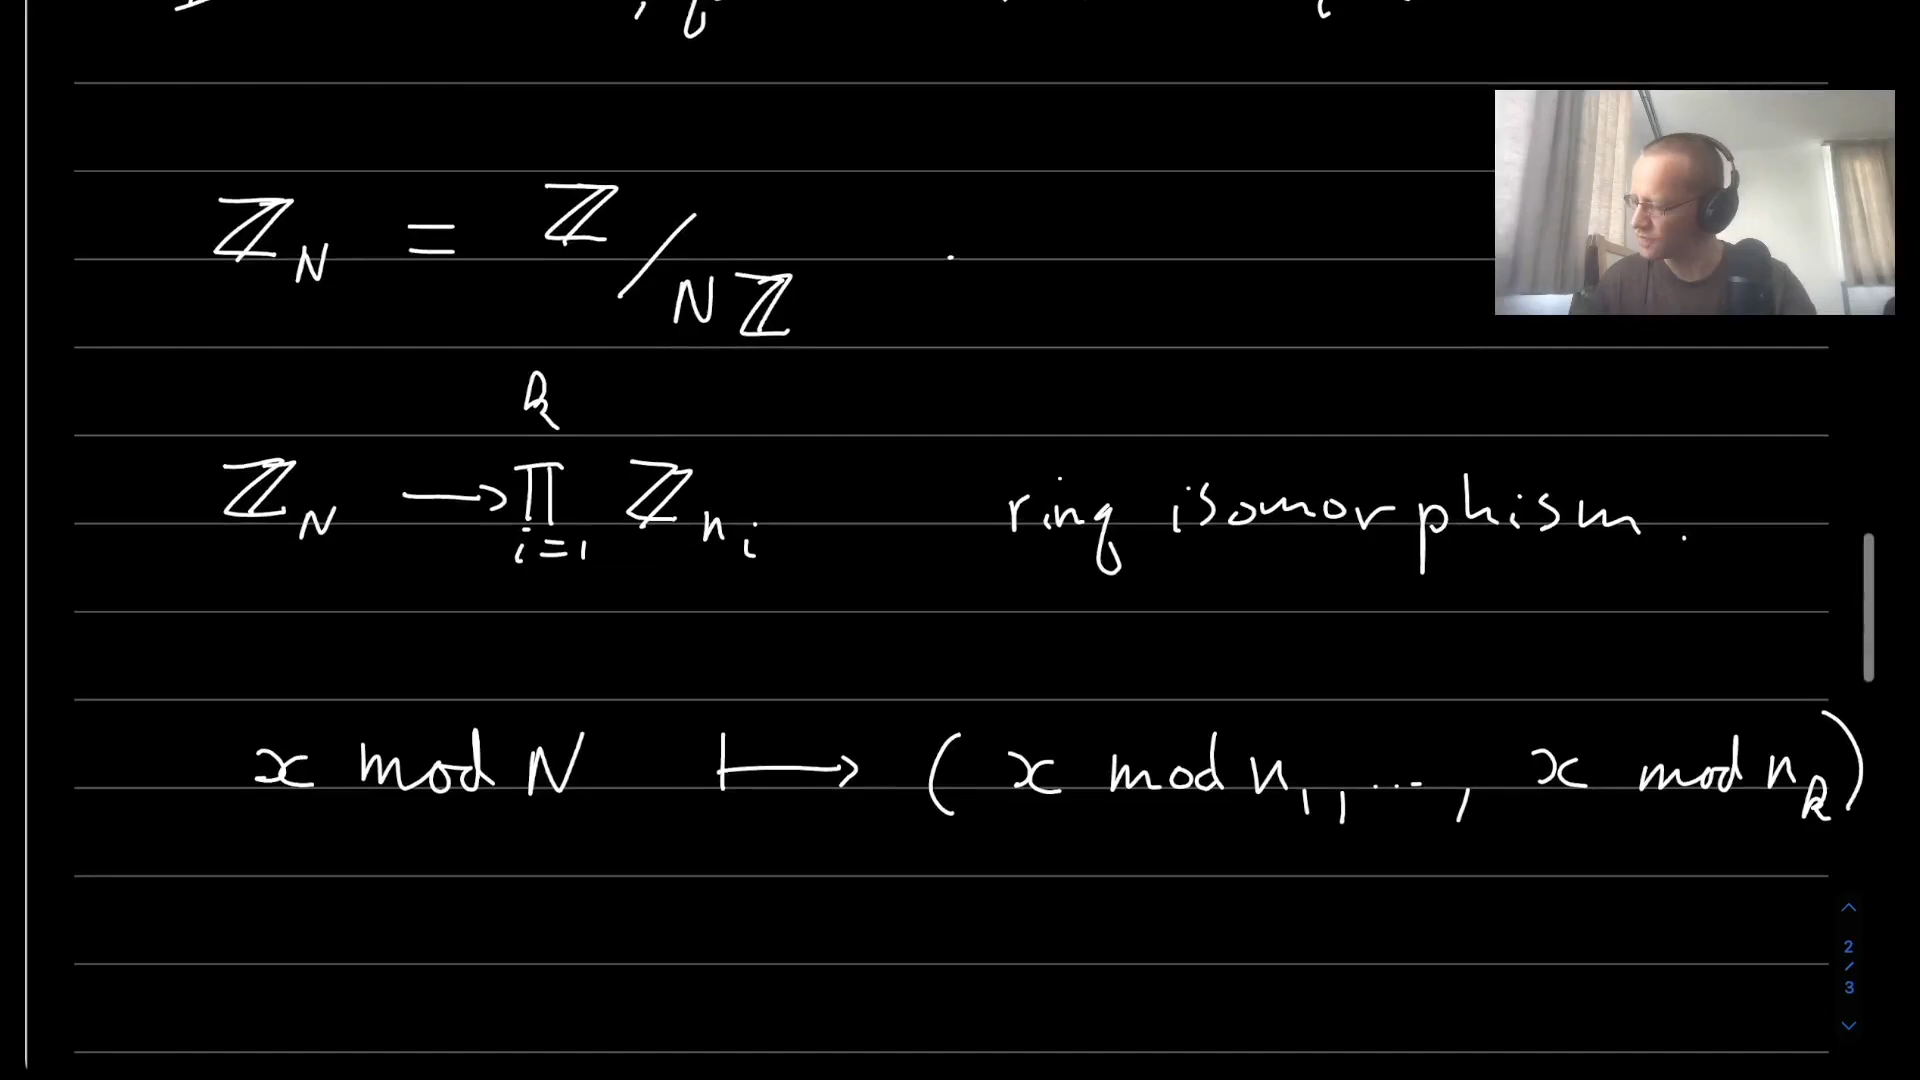 ℤ_N = ℤ/Nℤ .
ℤ_N → ∏_{i=1}^{k} ℤ_{n_i} ring isomorphism.
x mod N ↦ (x mod n_1, ..., x mod n_k)
2
/
3